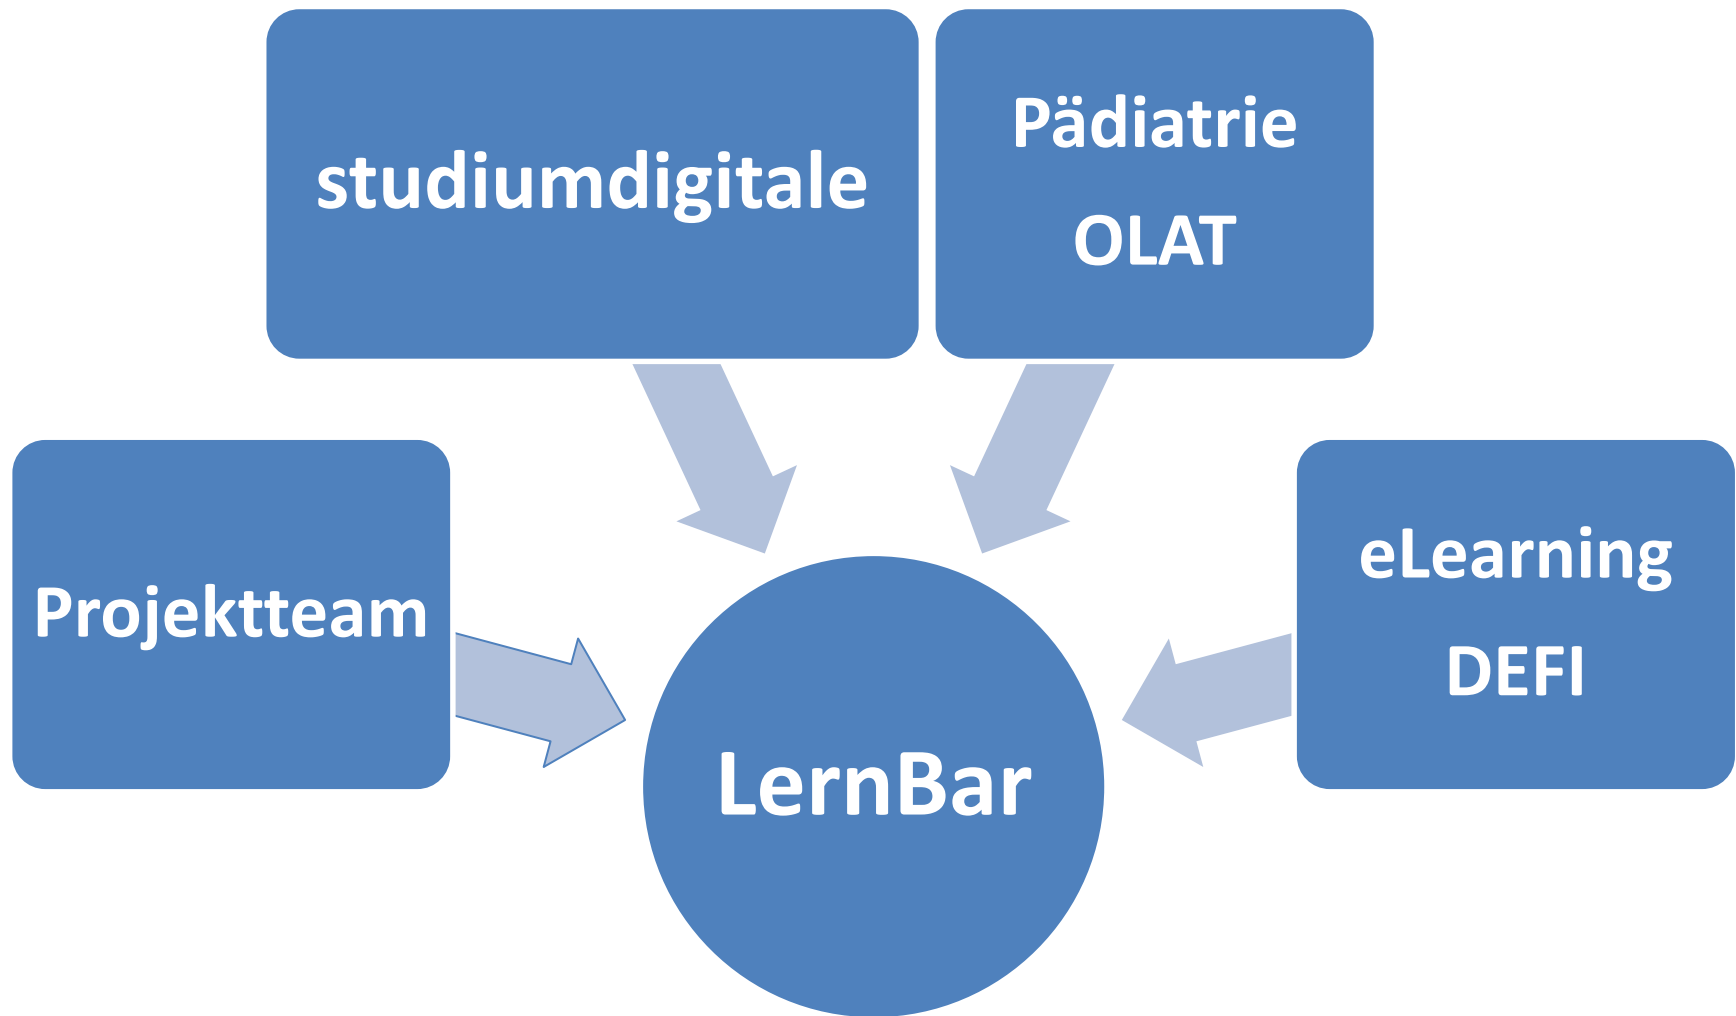 studiumdigitale
Pädiatrie
OLAT
Projektteam
eLearning
DEFI
LernBar